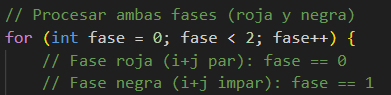 // Procesar ambas fases (roja y negra)
for (int fase = 0; fase < 2; fase++) {
// Fase roja (i+j par): fase == 0
// Fase negra (i+j impar): fase == 1